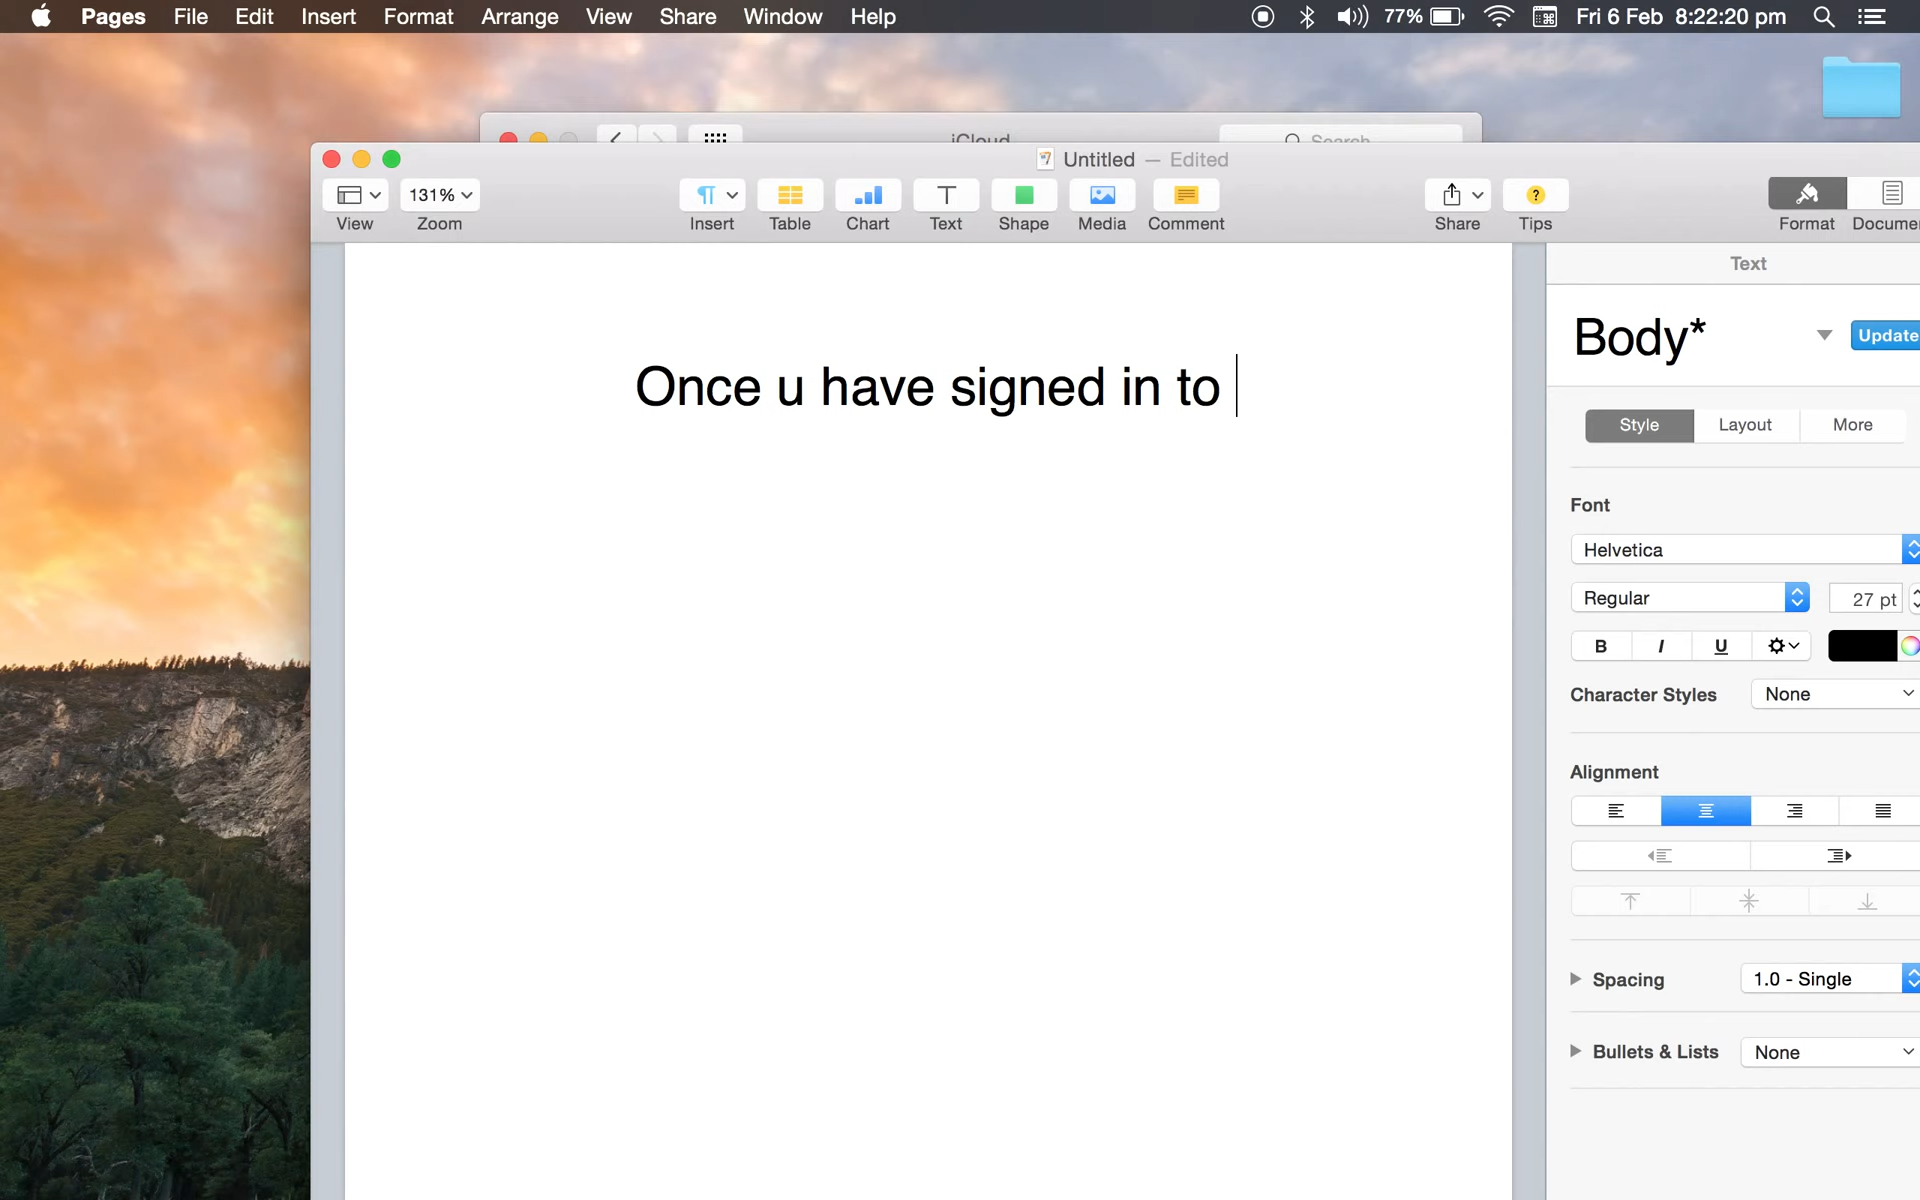 Pages File Edit Insert Format Arrange View Share Window Help 77% Fri 6 Feb 8:22:20 pm
iCloud Search
Untitled — Edited
131%
View Zoom Insert Table Chart Text Shape Media Comment Share Tips Format Documen
Text
Body* Update
Once u have signed in to
Style Layout More
Font
Helvetica
Regular 27 pt
B I U
Character Styles None
Alignment
Spacing 1.0 - Single
Bullets & Lists None